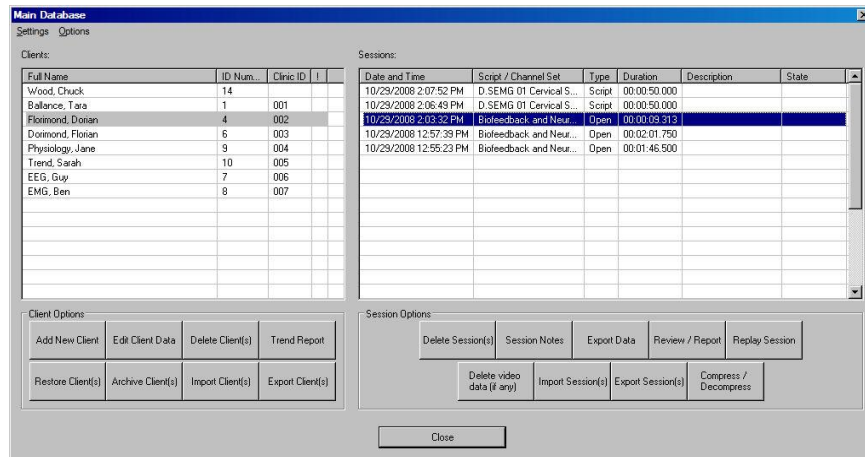 Main Database
Settings Options
Clients:
Full Name ID Num... Clinic ID !
Wood, Chuck 14
Ballance, Tara 1 001
Florimond, Dorian 4 002
Dorimond, Florian 6 003
Physiology, Jane 9 004
Trend, Sarah 10 005
EEG, Guy 7 006
EMG, Ben 8 007
Sessions:
Date and Time Script / Channel Set Type Duration Description State
10/29/2008 2:07:52 PM D.SEMG 01 Cervical S... Script 00:00:50.000
10/29/2008 2:06:49 PM D.SEMG 01 Cervical S... Script 00:00:50.000
10/29/2008 2:03:32 PM Biofeedback and Neur... Open 00:00:09.313
10/29/2008 12:57:39 PM Biofeedback and Neur... Open 00:02:01.750
10/29/2008 12:55:23 PM Biofeedback and Neur... Open 00:01:46.500
Client Options
Add New Client Edit Client Data Delete Client(s) Trend Report
Restore Client(s) Archive Client(s) Import Client(s) Export Client(s)
Session Options
Delete Session(s) Session Notes Export Data Review / Report Replay Session
Delete video
data (if any) Import Session(s) Export Session(s) Compress /
Decompress
Close